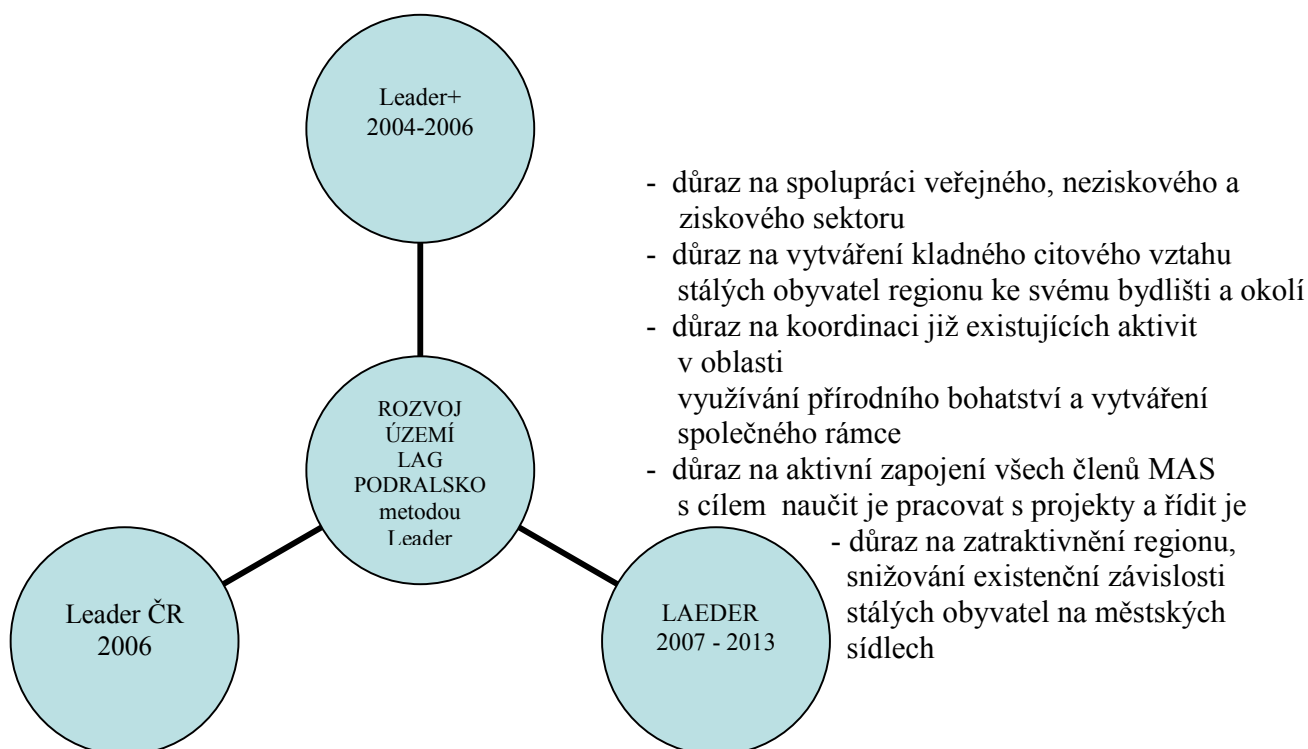 Leader+
2004-2006
- důraz na spolupráci veřejného, neziskového a
ziskového sektoru
- důraz na vytváření kladného citového vztahu
stálých obyvatel regionu ke svému bydlišti a okolí
- důraz na koordinaci již existujících aktivit
v oblasti
využívání přírodního bohatství a vytváření
společného rámce
- důraz na aktivní zapojení všech členů MAS
s cílem naučit je pracovat s projekty a řídit je
- důraz na zatraktivnění regionu,
snižování existenční závislosti
stálých obyvatel na městských
sídlech
ROZVOJ
ÚZEMÍ
LAG
PODRALSKO
metodou
Leader
Leader ČR
2006
LAEDER
2007 - 2013